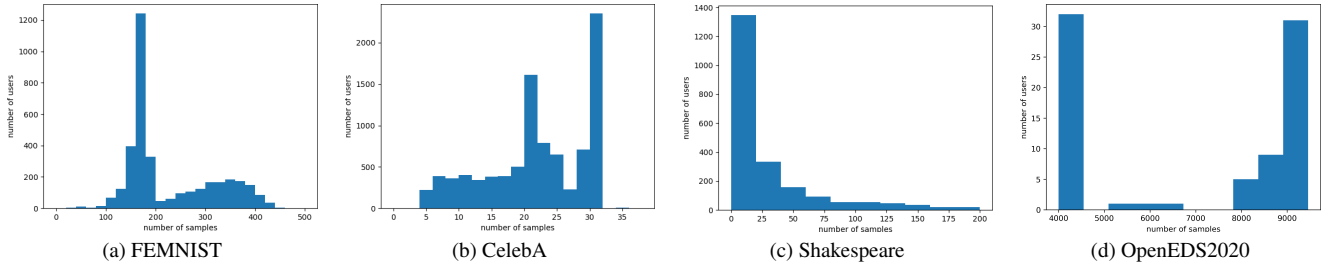 1200
1000
800
600
400
200
0
number of users
0 100 200 300 400 500
number of samples
(a) FEMNIST
2000
1500
1000
500
0
number of users
0 5 10 15 20 25 30 35
number of samples
(b) CelebA
1400
1200
1000
800
600
400
200
0
number of users
0 25 50 75 100 125 150 175 200
number of samples
(c) Shakespeare
30
25
20
15
10
5
0
number of users
4000 5000 6000 7000 8000 9000
number of samples
(d) OpenEDS2020